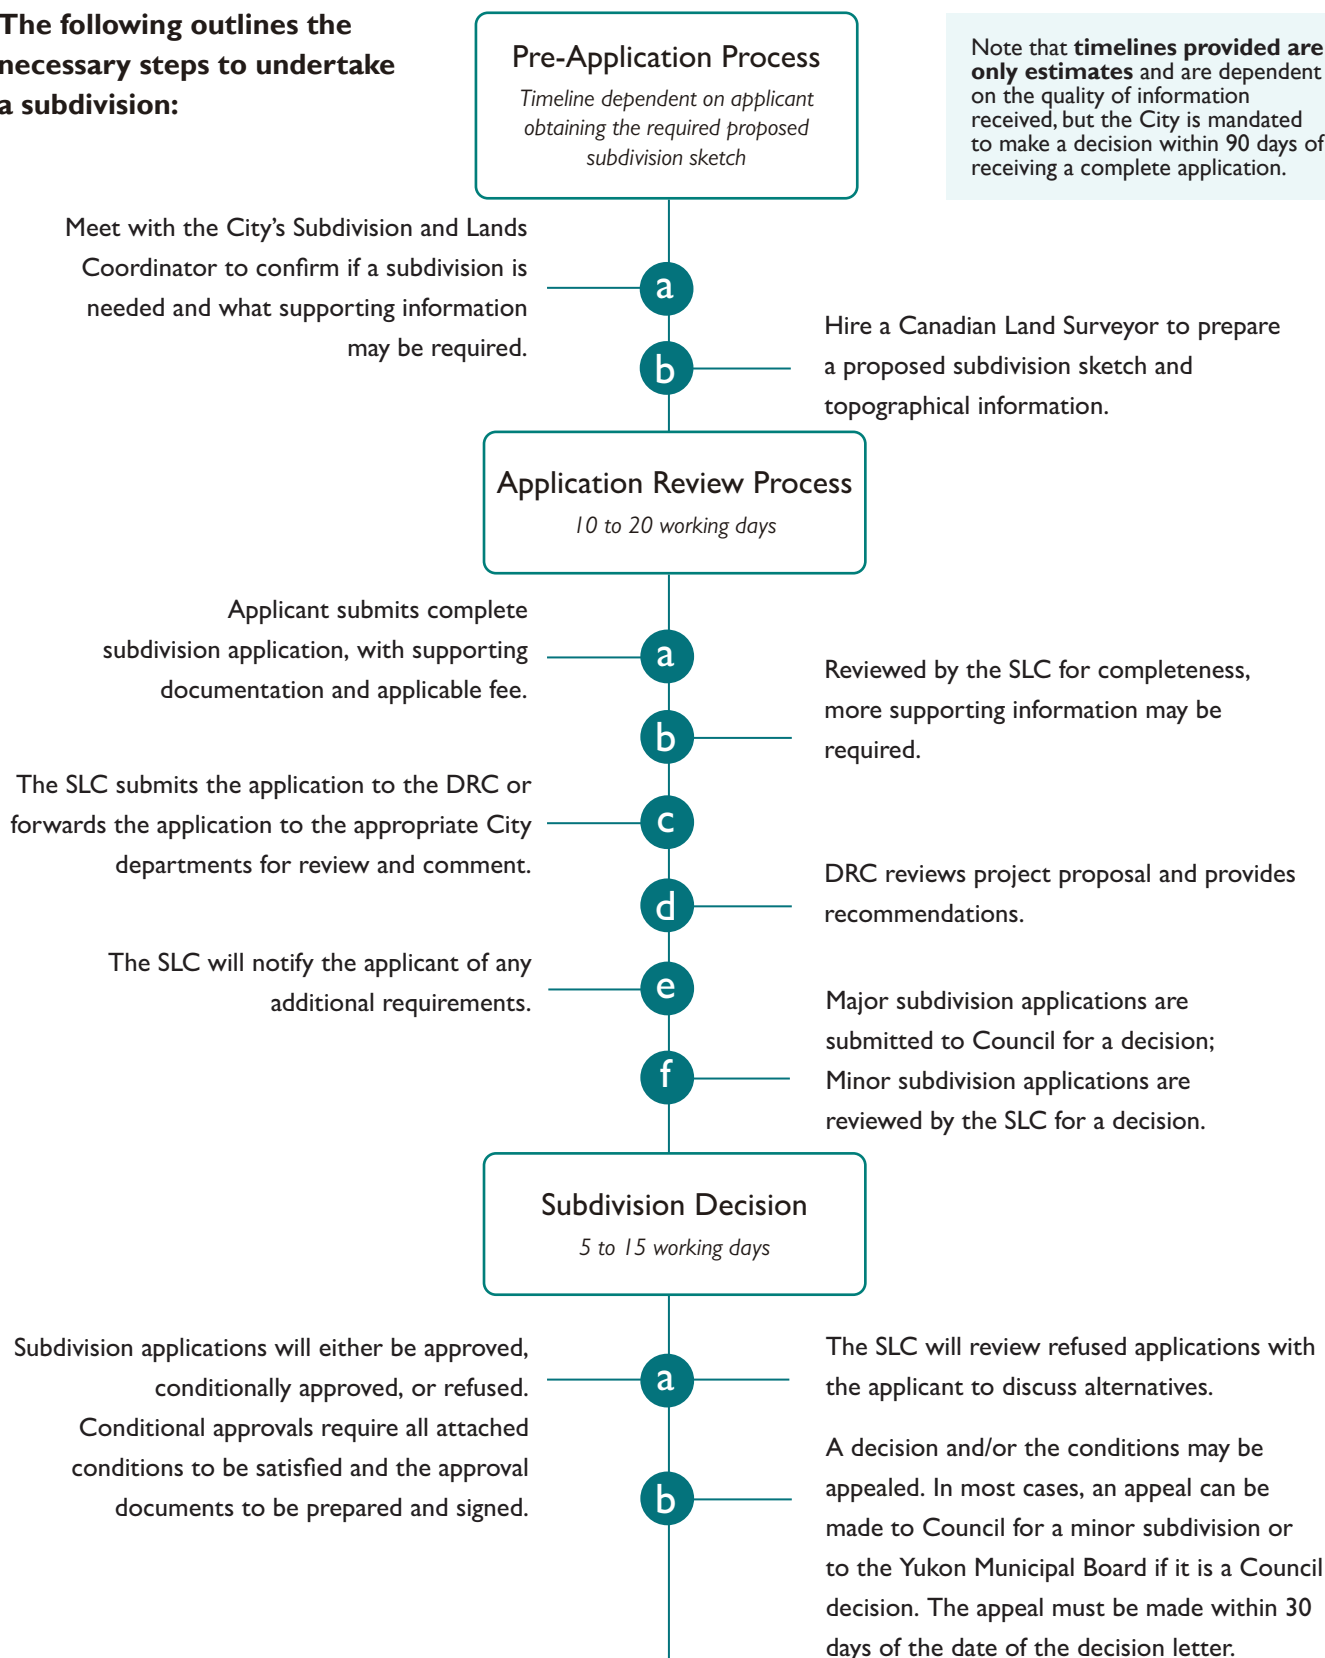 The following outlines the
necessary steps to undertake
a subdivision:
Pre-Application Process
Timeline dependent on applicant
obtaining the required proposed
subdivision sketch
Note that timelines provided are
only estimates and are dependent
on the quality of information
received, but the City is mandated
to make a decision within 90 days of
receiving a complete application.
Meet with the City's Subdivision and Lands
Coordinator to confirm if a subdivision is
needed and what supporting information
may be required.
a
b
Hire a Canadian Land Surveyor to prepare
a proposed subdivision sketch and
topographical information.
Application Review Process
10 to 20 working days
Applicant submits complete
subdivision application, with supporting
documentation and applicable fee.
a
b
Reviewed by the SLC for completeness,
more supporting information may be
required.
The SLC submits the application to the DRC or
forwards the application to the appropriate City
departments for review and comment.
c
d
DRC reviews project proposal and provides
recommendations.
The SLC will notify the applicant of any
additional requirements.
e
f
Major subdivision applications are
submitted to Council for a decision;
Minor subdivision applications are
reviewed by the SLC for a decision.
Subdivision Decision
5 to 15 working days
Subdivision applications will either be approved,
conditionally approved, or refused.
Conditional approvals require all attached
conditions to be satisfied and the approval
documents to be prepared and signed.
a
The SLC will review refused applications with
the applicant to discuss alternatives.
b
A decision and/or the conditions may be
appealed. In most cases, an appeal can be
made to Council for a minor subdivision or
to the Yukon Municipal Board if it is a Council
decision. The appeal must be made within 30
days of the date of the decision letter.